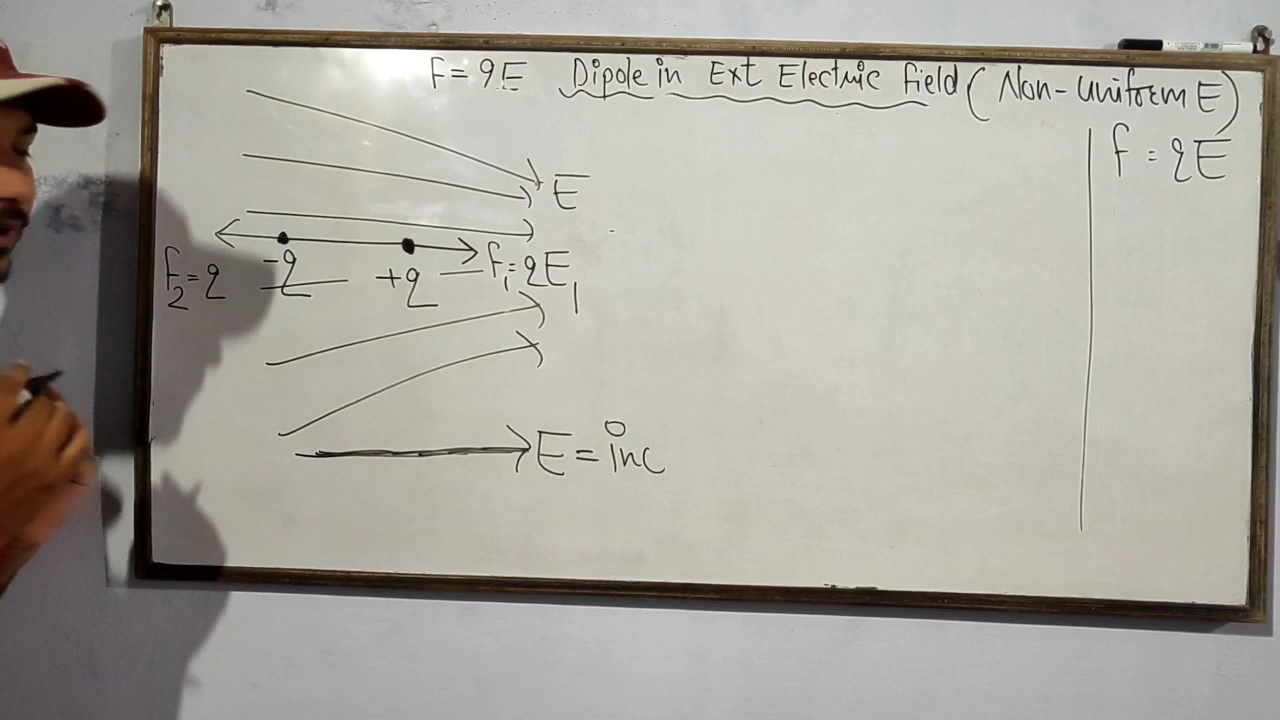 F = qE Dipole in Ext Electric field (Non-uniform E)
f = qE
E
F₂ = q -q +q f₁ = qE₁
E = inc